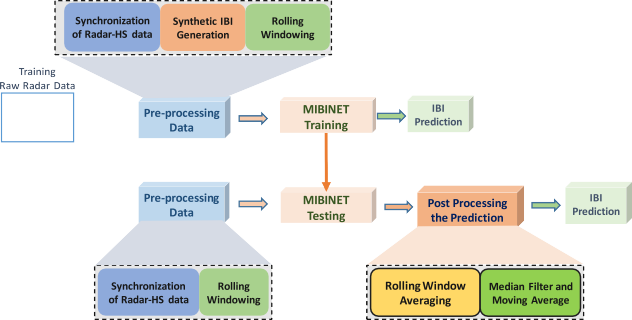 Synchronization
of Radar-HS data
Synthetic IBI
Generation
Rolling
Windowing
Training
Raw Radar Data
Pre-processing
Data
MIBINET
Training
IBI
Prediction
Pre-processing
Data
MIBINET
Testing
Post Processing
the Prediction
IBI
Prediction
Synchronization
of Radar-HS data
Rolling
Windowing
Rolling Window
Averaging
Median Filter and
Moving Average